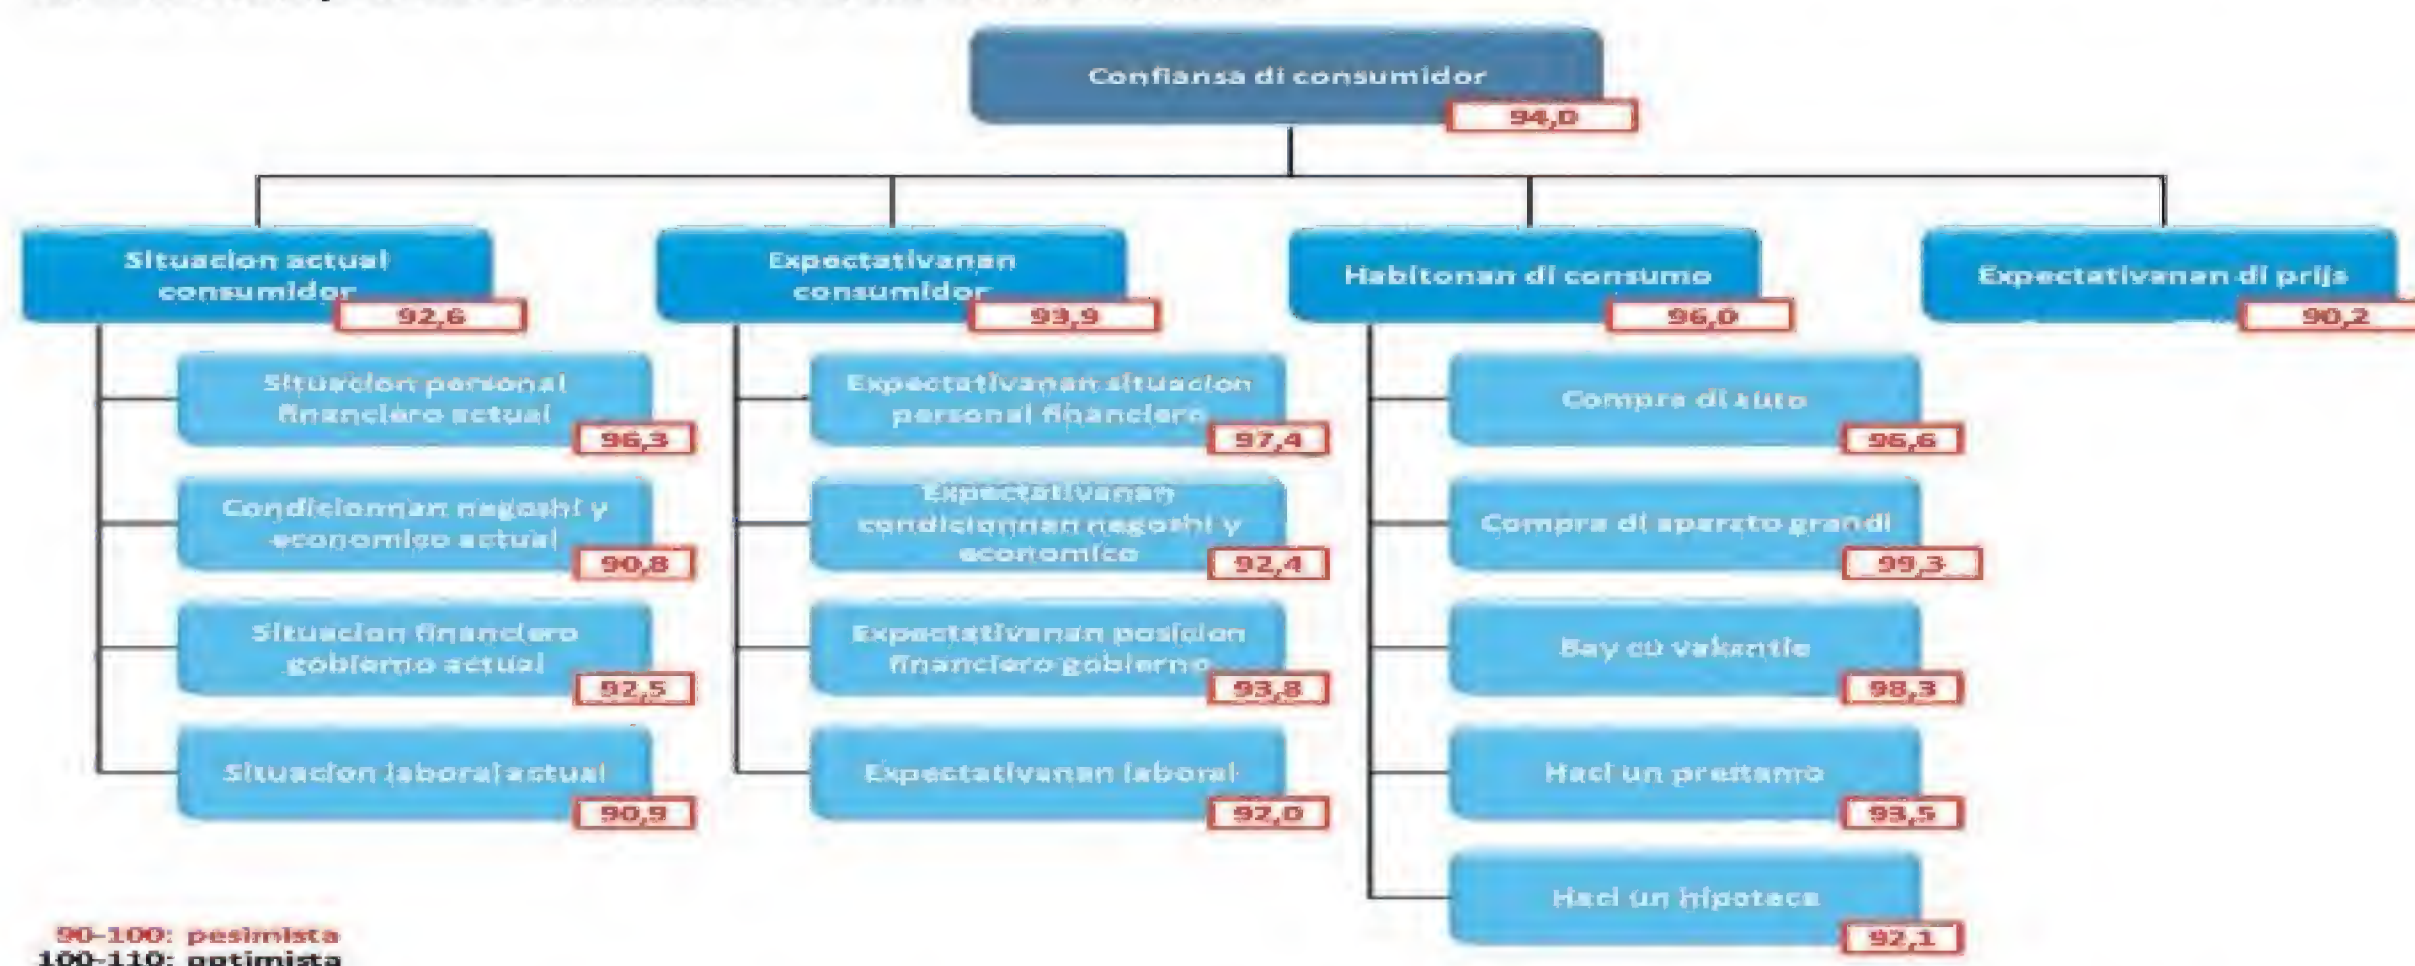 Confiansa di consumidor
94,0
Situacion actual
consumidor
92,6
Situacion personal
financiero actual
96,3
Condicionnan negoshi y
economico actual
90,8
Situacion financiero
gobierno actual
92,5
Situacion laboral actual
90,9
Expectativanan
consumidor
93,9
Expectativanan situacion
personal financiero
97,4
Expectativanan
condicionnan negoshi y
economico
92,4
Expectativanan posicion
financiero gobierno
93,8
Expectativanan laboral
92,0
Habitonan di consumo
96,0
Compra di auto
96,6
Compra di aparato grandi
99,3
Bay cu vakantie
98,3
Haci un prestamo
93,5
Haci un hipoteca
92,1
Expectativanan di prijs
90,2
90-100: pesimista
100-110: optimista